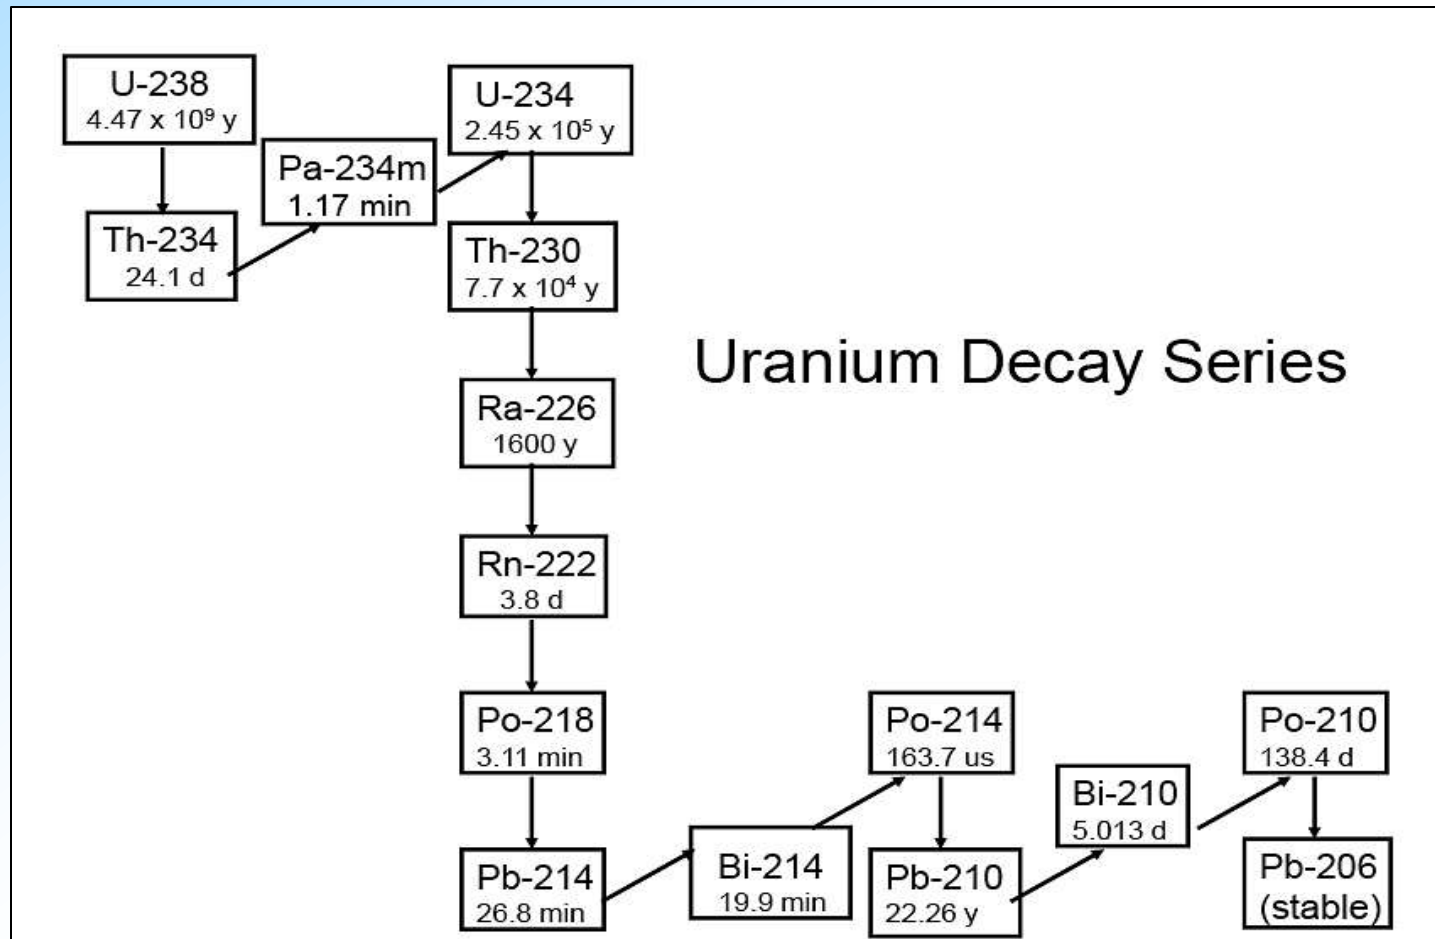 U-238
4.47 x 10⁹ y
Th-234
24.1 d
Pa-234m
1.17 min
U-234
2.45 x 10⁵ y
Th-230
7.7 x 10⁴ y
Uranium Decay Series
Ra-226
1600 y
Rn-222
3.8 d
Po-218
3.11 min
Pb-214
26.8 min
Bi-214
19.9 min
Po-214
163.7 us
Pb-210
22.26 y
Bi-210
5.013 d
Po-210
138.4 d
Pb-206
(stable)